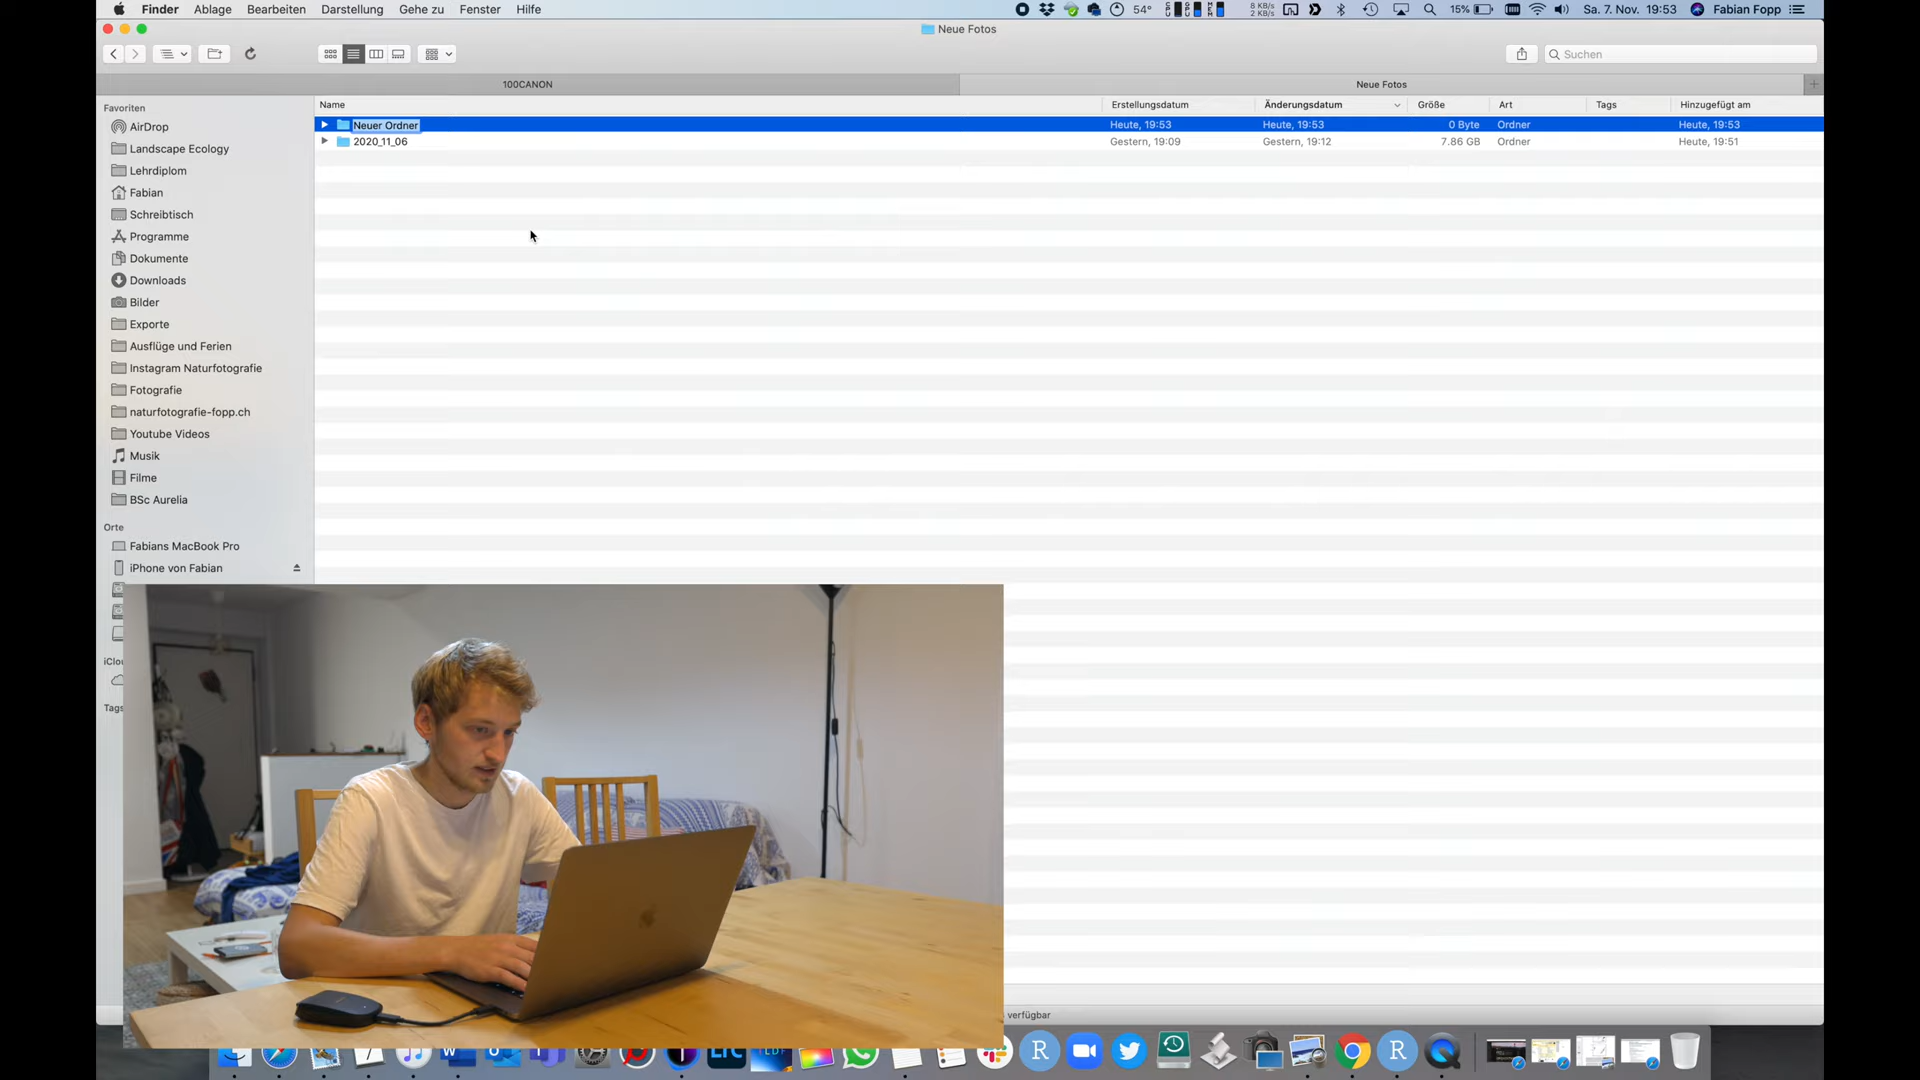 Finder Ablage Bearbeiten Darstellung Gehe zu Fenster Hilfe 54° 8 KB/s 2 KB/s 15% Sa. 7. Nov. 19:53 Fabian Fopp
Neue Fotos
Suchen
100CANON Neue Fotos
Favoriten
AirDrop
Landscape Ecology
Lehrdiplom
Fabian
Schreibtisch
Programme
Dokumente
Downloads
Bilder
Exporte
Ausflüge und Ferien
Instagram Naturfotografie
Fotografie
naturfotografie-fopp.ch
Youtube Videos
Musik
Filme
BSc Aurelia
Orte
Fabians MacBook Pro
iPhone von Fabian
Tags
Name Erstellungsdatum Änderungsdatum Größe Art Tags Hinzugefügt am
Neuer Ordner Heute, 19:53 Heute, 19:53 0 Byte Ordner Heute, 19:53
2020_11_06 Gestern, 19:09 Gestern, 19:12 7.86 GB Ordner Heute, 19:51
verfügbar